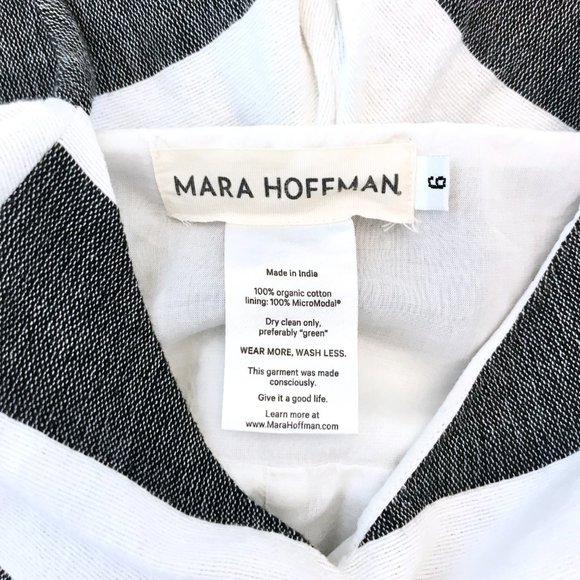 MARA HOFFMAN
6
Made in India
100% organic cotton
lining: 100% MicroModal®
Dry clean only,
preferably "green"
WEAR MORE, WASH LESS.
This garment was made
consciously.
Give it a good life.
Learn more at
www.MaraHoffman.com